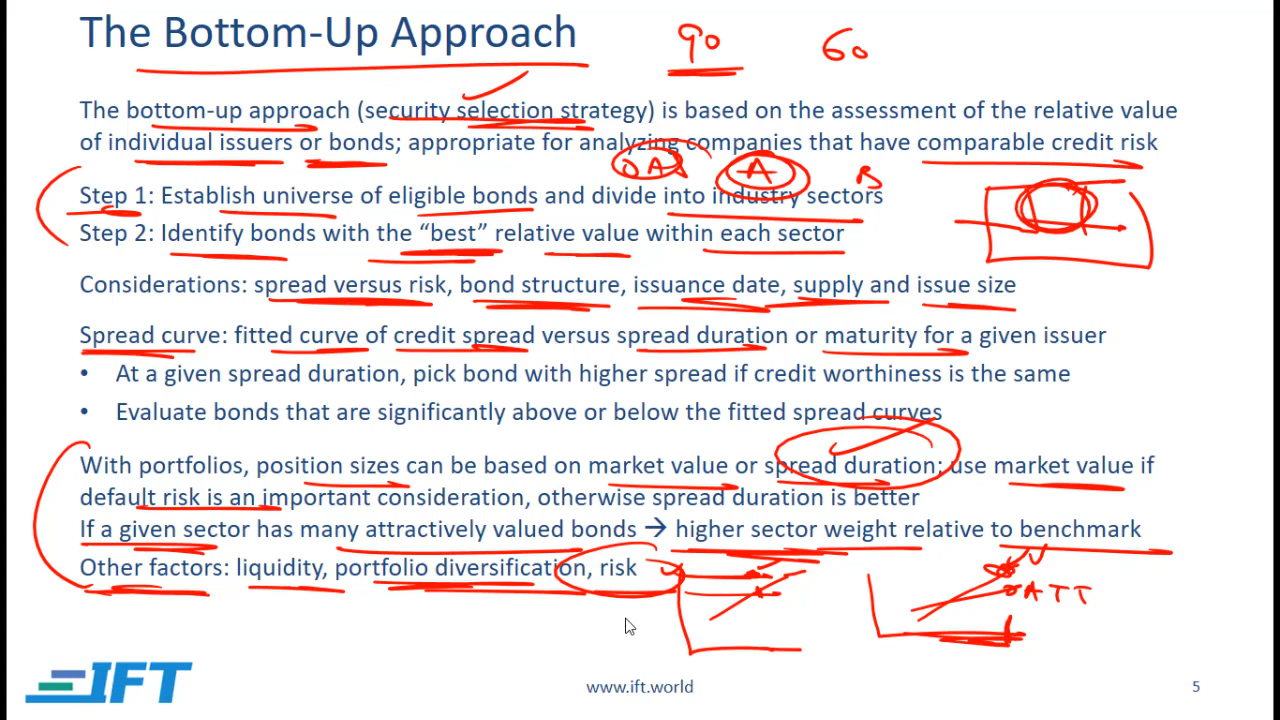 The Bottom-Up Approach
90 60
The bottom-up approach (security selection strategy) is based on the assessment of the relative value
of individual issuers or bonds; appropriate for analyzing companies that have comparable credit risk
A
Step 1: Establish universe of eligible bonds and divide into industry sectors
Step 2: Identify bonds with the “best” relative value within each sector
Considerations: spread versus risk, bond structure, issuance date, supply and issue size
Spread curve: fitted curve of credit spread versus spread duration or maturity for a given issuer
• At a given spread duration, pick bond with higher spread if credit worthiness is the same
• Evaluate bonds that are significantly above or below the fitted spread curves
With portfolios, position sizes can be based on market value or spread duration; use market value if
default risk is an important consideration, otherwise spread duration is better
If a given sector has many attractively valued bonds → higher sector weight relative to benchmark
Other factors: liquidity, portfolio diversification, risk
V
ATT
IFT
www.ift.world
5